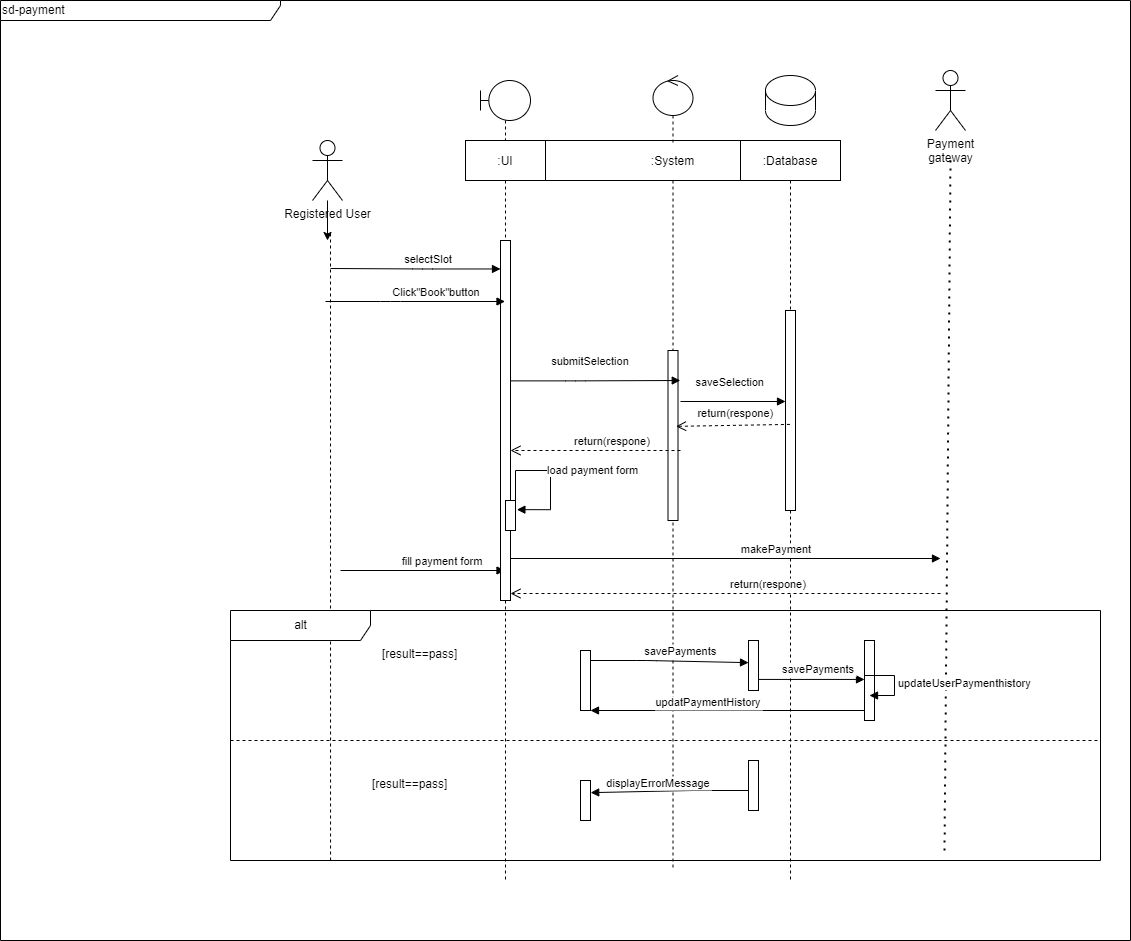 sd-payment
Payment
gateway
:UI
:System
:Database
Registered User
selectSlot
Click"Book"button
submitSelection
saveSelection
return(respone)
return(respone)
load payment form
makePayment
fill payment form
return(respone)
alt
[result==pass]
savePayments
savePayments
updateUserPaymenthistory
updatPaymentHistory
[result==pass]
displayErrorMessage